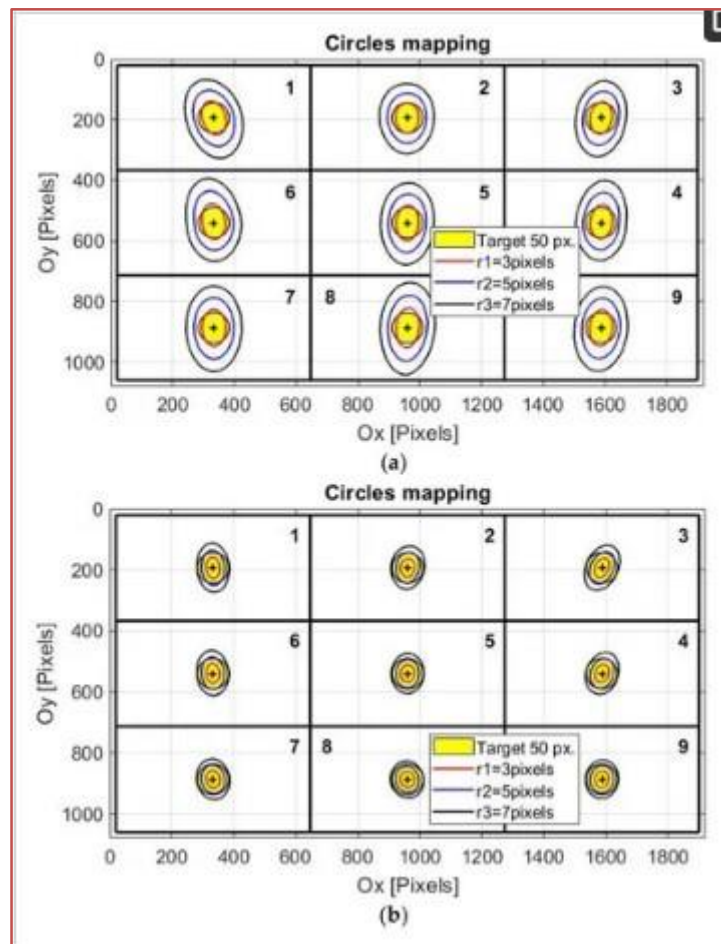 Circles mapping
0
200
400
600
800
1000
Oy [Pixels]
1
2
3
6
5
4
7
8
9
Target 50 px.
r1=3pixels
r2=5pixels
r3=7pixels
0 200 400 600 800 1000 1200 1400 1600 1800
Ox [Pixels]
(a)
Circles mapping
0
200
400
600
800
1000
Oy [Pixels]
1
2
3
6
5
4
7
8
9
Target 50 px.
r1=3pixels
r2=5pixels
r3=7pixels
0 200 400 600 800 1000 1200 1400 1600 1800
Ox [Pixels]
(b)